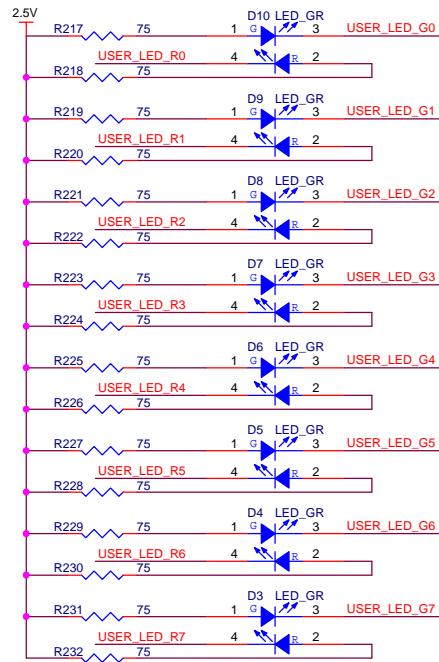 2.5V
D10 LED_GR
R217 75 1 G 3 USER_LED_G0
USER_LED_R0 4 R 2
R218 75
D9 LED_GR
R219 75 1 G 3 USER_LED_G1
USER_LED_R1 4 R 2
R220 75
D8 LED_GR
R221 75 1 G 3 USER_LED_G2
USER_LED_R2 4 R 2
R222 75
D7 LED_GR
R223 75 1 G 3 USER_LED_G3
USER_LED_R3 4 R 2
R224 75
D6 LED_GR
R225 75 1 G 3 USER_LED_G4
USER_LED_R4 4 R 2
R226 75
D5 LED_GR
R227 75 1 G 3 USER_LED_G5
USER_LED_R5 4 R 2
R228 75
D4 LED_GR
R229 75 1 G 3 USER_LED_G6
USER_LED_R6 4 R 2
R230 75
D3 LED_GR
R231 75 1 G 3 USER_LED_G7
USER_LED_R7 4 R 2
R232 75